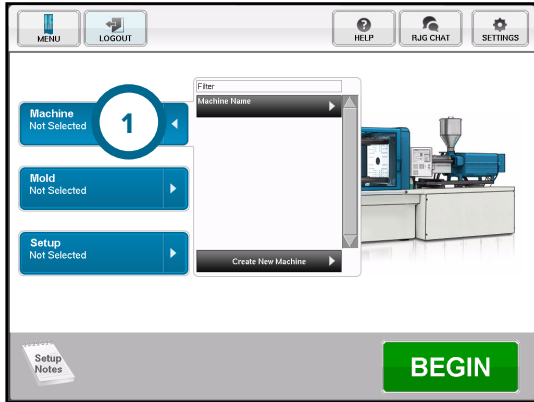 MENU
LOGOUT
HELP
RJG CHAT
SETTINGS
Filter
Machine Name
Machine
Not Selected
1
Mold
Not Selected
Setup
Not Selected
Create New Machine
Setup
Notes
BEGIN